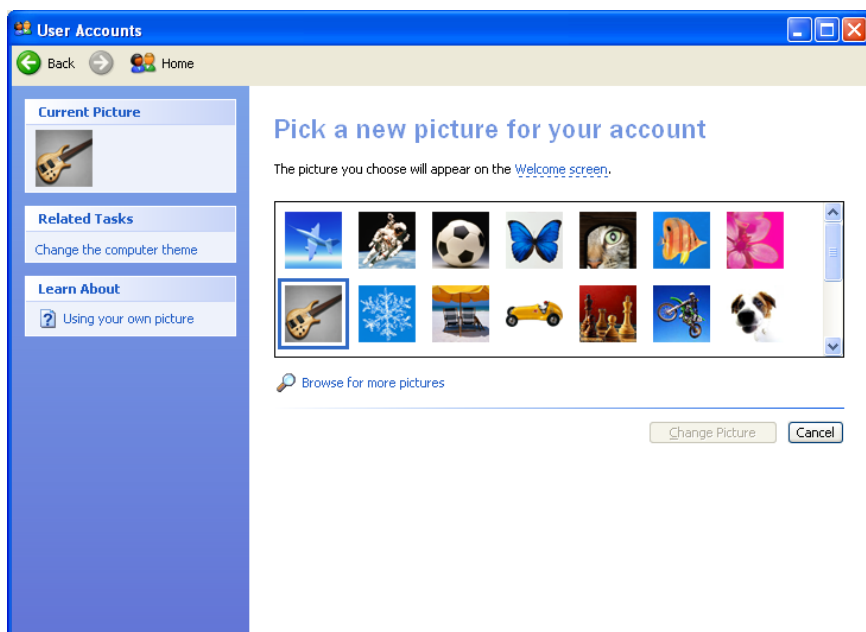 User Accounts
Back Home
Current Picture
Related Tasks
Change the computer theme
Learn About
Using your own picture
Pick a new picture for your account
The picture you choose will appear on the Welcome screen.
Browse for more pictures
Change Picture Cancel